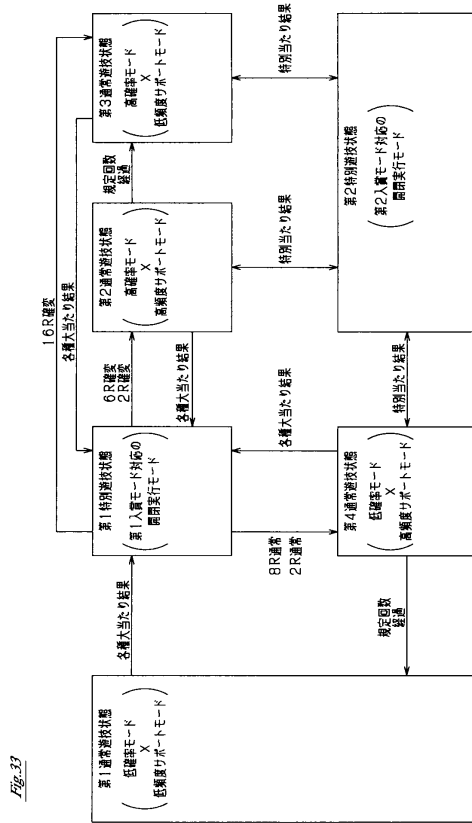 Fig.33
第1通常遊技状態
低確率モード
×
低頻度サポートモード
各種大当たり結果
規定回数
経過
第1特別遊技状態
第1入賞モード対応の
開閉実行モード
8R通常
2R通常
各種大当たり結果
第4通常遊技状態
低確率モード
×
高頻度サポートモード
16R確変
各種大当たり結果
6R確変
2R確変
各種大当たり結果
特別当たり結果
第2通常遊技状態
高確率モード
×
高頻度サポートモード
規定回数
経過
特別当たり結果
第2特別遊技状態
第2入賞モード対応の
開閉実行モード
第3通常遊技状態
高確率モード
×
低頻度サポートモード
特別当たり結果